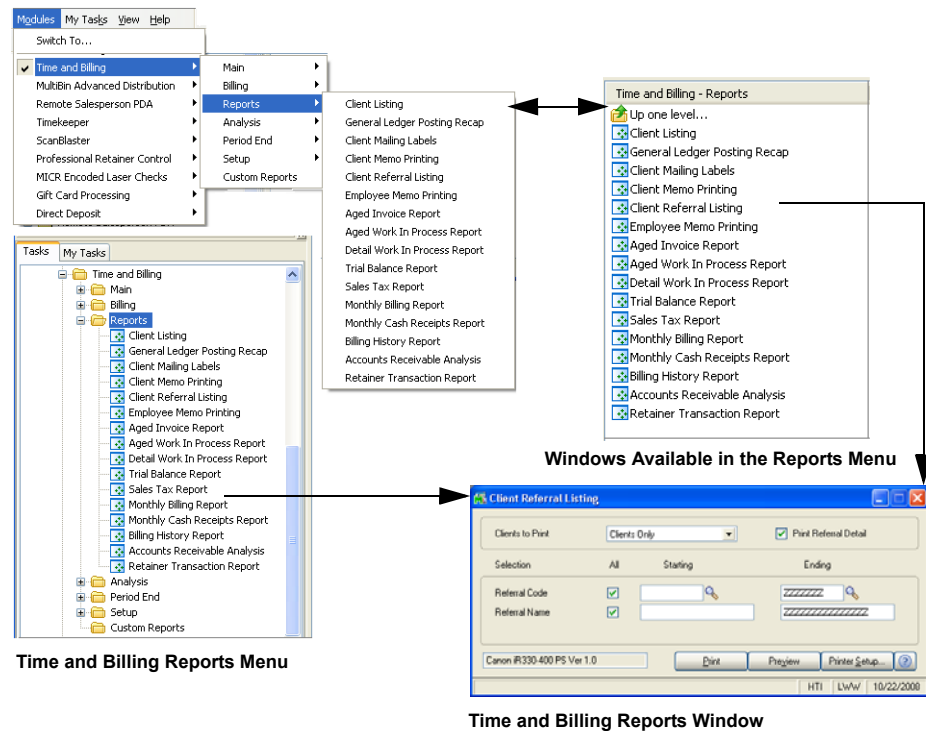 Modules My Tasks View Help
Switch To...
Time and Billing
MultiBin Advanced Distribution
Remote Salesperson PDA
Timekeeper
ScanBlaster
Professional Retainer Control
MICR Encoded Laser Checks
Gift Card Processing
Direct Deposit
Main
Billing
Reports
Analysis
Period End
Setup
Custom Reports
Client Listing
General Ledger Posting Recap
Client Mailing Labels
Client Memo Printing
Client Referral Listing
Employee Memo Printing
Aged Invoice Report
Aged Work In Process Report
Detail Work In Process Report
Trial Balance Report
Sales Tax Report
Monthly Billing Report
Monthly Cash Receipts Report
Billing History Report
Accounts Receivable Analysis
Retainer Transaction Report
Time and Billing - Reports
Up one level...
Client Listing
General Ledger Posting Recap
Client Mailing Labels
Client Memo Printing
Client Referral Listing
Employee Memo Printing
Aged Invoice Report
Aged Work In Process Report
Detail Work In Process Report
Trial Balance Report
Sales Tax Report
Monthly Billing Report
Monthly Cash Receipts Report
Billing History Report
Accounts Receivable Analysis
Retainer Transaction Report
Windows Available in the Reports Menu
Tasks My Tasks
Time and Billing
Main
Billing
Reports
Client Listing
General Ledger Posting Recap
Client Mailing Labels
Client Memo Printing
Client Referral Listing
Employee Memo Printing
Aged Invoice Report
Aged Work In Process Report
Detail Work In Process Report
Trial Balance Report
Sales Tax Report
Monthly Billing Report
Monthly Cash Receipts Report
Billing History Report
Accounts Receivable Analysis
Retainer Transaction Report
Analysis
Period End
Setup
Custom Reports
Time and Billing Reports Menu
Client Referral Listing
Clients to Print Clients Only Print Referral Detail
Selection All Starting Ending
Referral Code ZZZZZZZ
Referral Name ZZZZZZZZZZZZZZZ
Canon iR330-400 PS Ver 1.0 Print Preview Printer Setup...
HTI LWW 10/22/2008
Time and Billing Reports Window